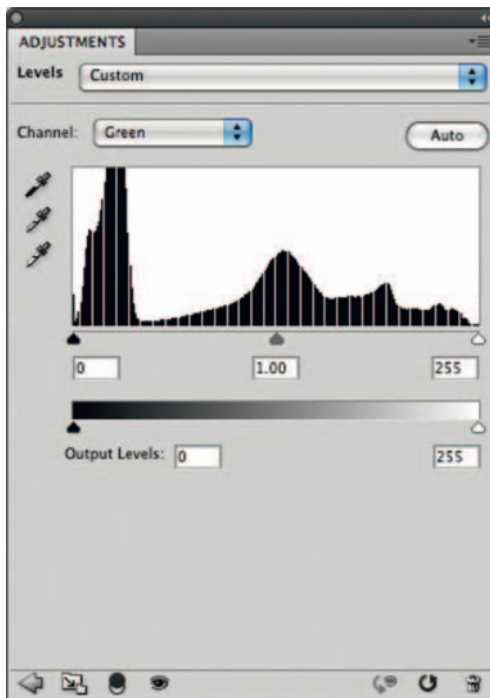 ADJUSTMENTS
Levels Custom
Channel: Green Auto
0 1.00 255
Output Levels: 0 255